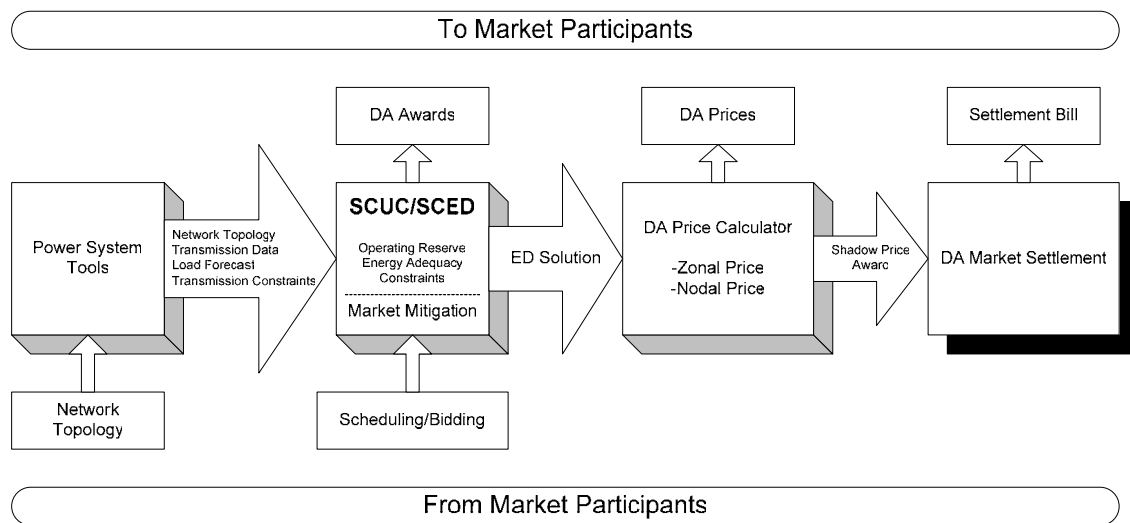 To Market Participants
DA Awards
DA Prices
Settlement Bill
Power System
Tools
Network Topology
Transmission Data
Load Forecast
Transmission Constraints
SCUC/SCED
Operating Reserve
Energy Adequacy
Constraints
Market Mitigation
ED Solution
DA Price Calculator
-Zonal Price
-Nodal Price
Shadow Price
Award
DA Market Settlement
Network
Topology
Scheduling/Bidding
From Market Participants